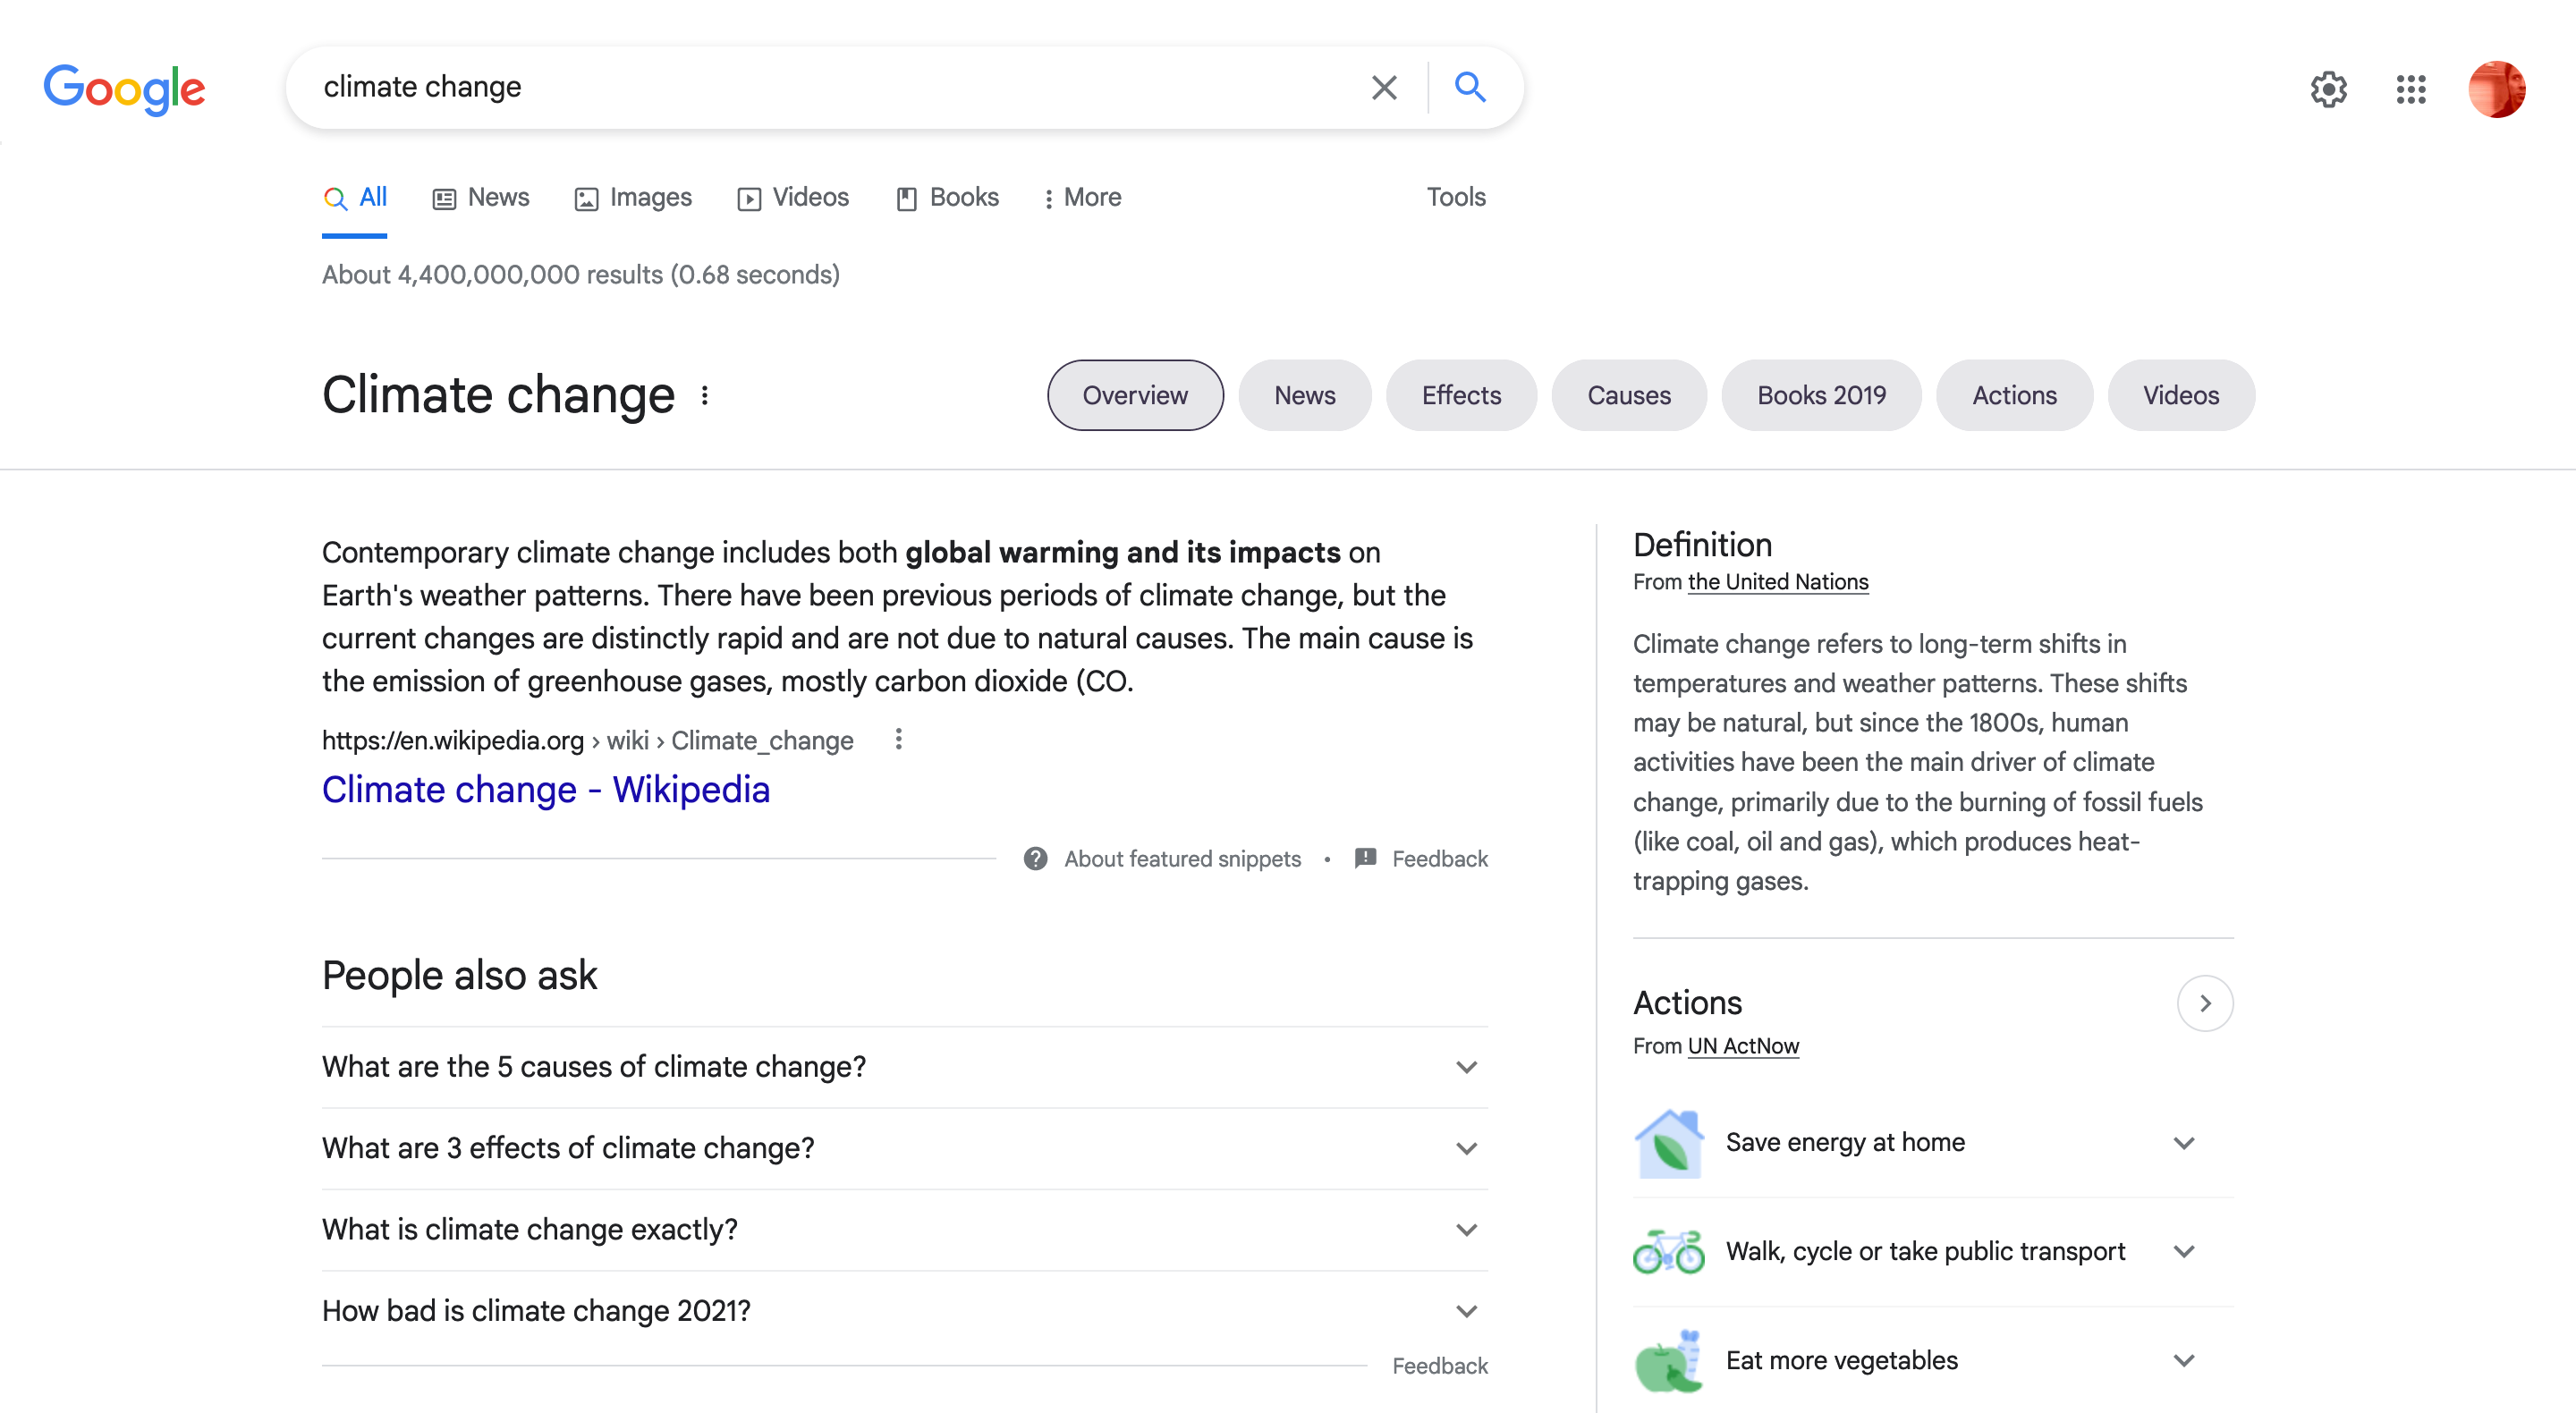 Google
climate change
All News Images Videos Books More Tools
About 4,400,000,000 results (0.68 seconds)
Climate change
Overview News Effects Causes Books 2019 Actions Videos
Contemporary climate change includes both global warming and its impacts on
Earth's weather patterns. There have been previous periods of climate change, but the
current changes are distinctly rapid and are not due to natural causes. The main cause is
the emission of greenhouse gases, mostly carbon dioxide (CO.
https://en.wikipedia.org › wiki › Climate_change
Climate change - Wikipedia
About featured snippets • Feedback
People also ask
What are the 5 causes of climate change?
What are 3 effects of climate change?
What is climate change exactly?
How bad is climate change 2021?
Feedback
Definition
From the United Nations
Climate change refers to long-term shifts in
temperatures and weather patterns. These shifts
may be natural, but since the 1800s, human
activities have been the main driver of climate
change, primarily due to the burning of fossil fuels
(like coal, oil and gas), which produces heat-
trapping gases.
Actions
From UN ActNow
Save energy at home
Walk, cycle or take public transport
Eat more vegetables